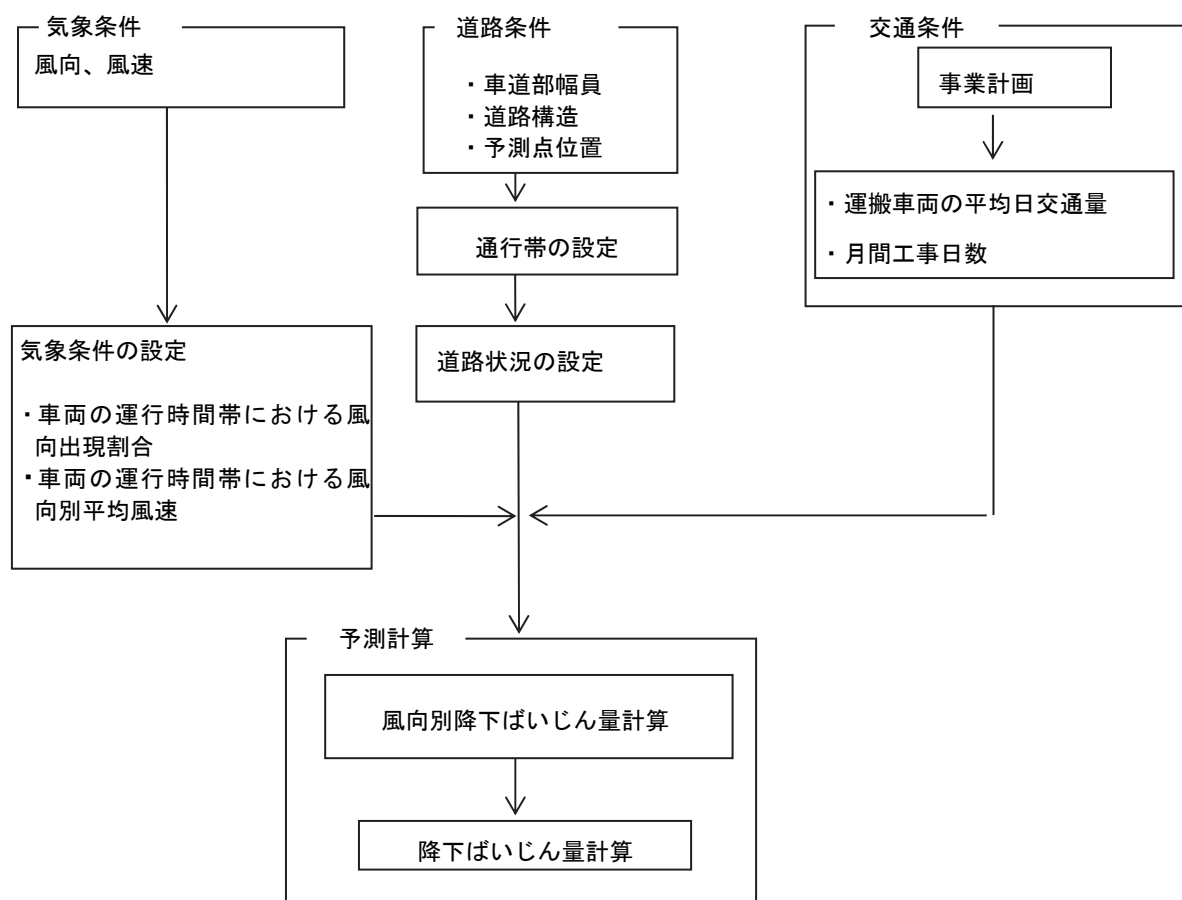 気象条件
風向、風速
道路条件
・車道部幅員
・道路構造
・予測点位置
交通条件
事業計画
・運搬車両の平均日交通量
・月間工事日数
通行帯の設定
道路状況の設定
気象条件の設定
・車両の運行時間帯における風
向出現割合
・車両の運行時間帯における風
向別平均風速
予測計算
風向別降下ばいじん量計算
降下ばいじん量計算